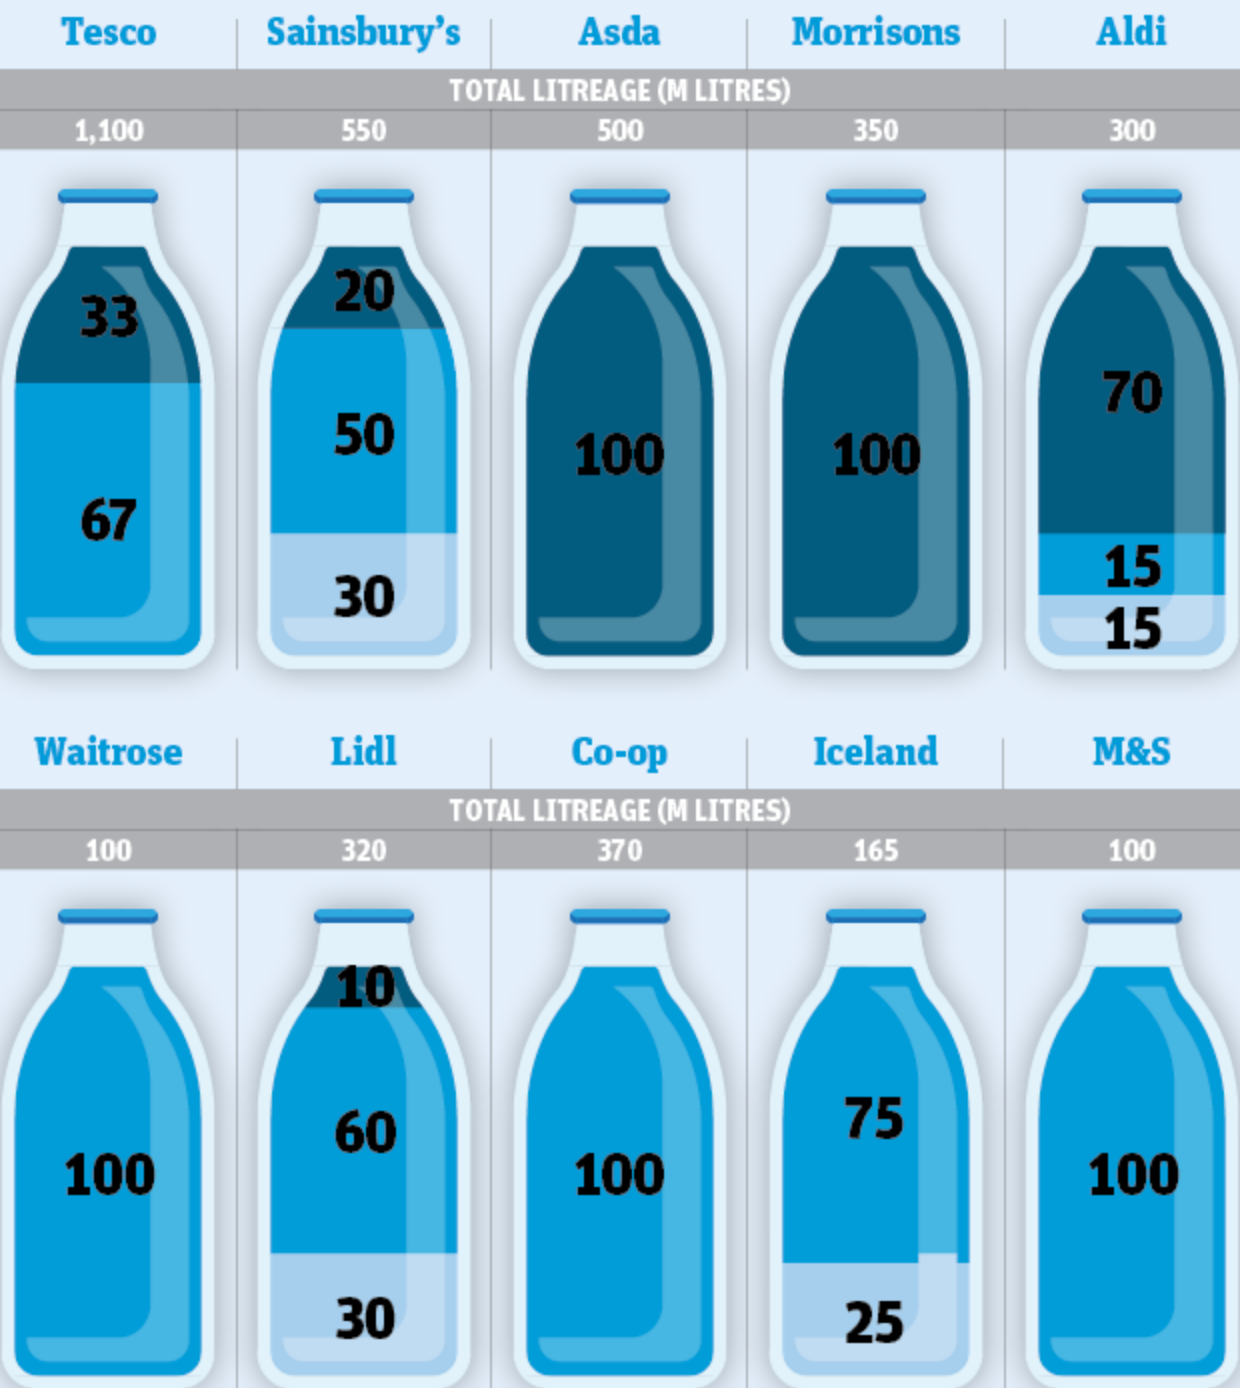 Tesco Sainsbury's Asda Morrisons Aldi
TOTAL LITREAGE (M LITRES)
1,100 550 500 350 300
33 20 100 100 70
67 50 15
30 15
Waitrose Lidl Co-op Iceland M&S
TOTAL LITREAGE (M LITRES)
100 320 370 165 100
100 10 100 75 100
60 25
30